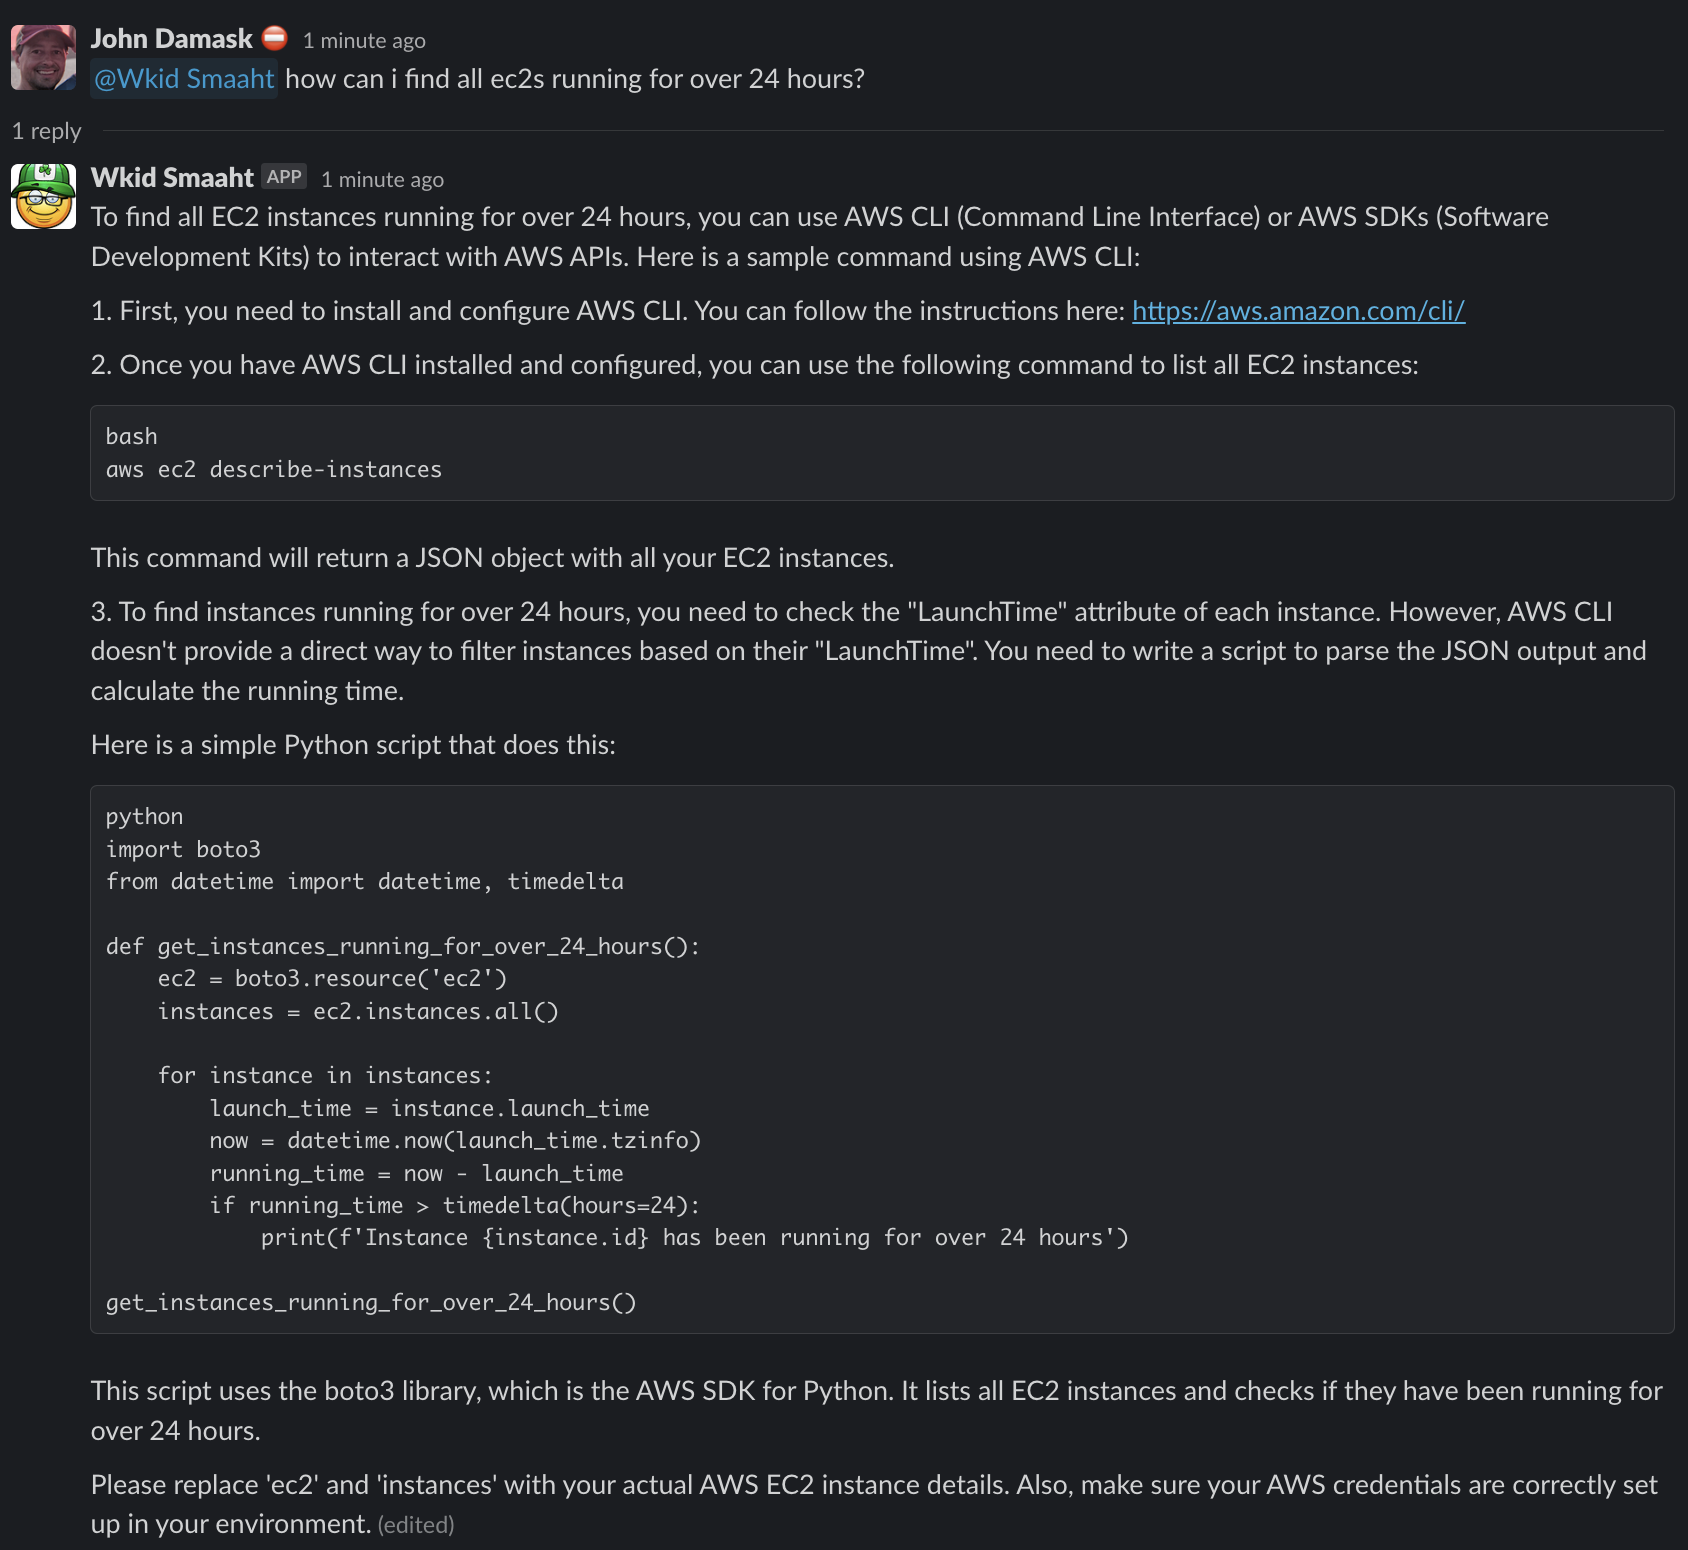 John Damask 1 minute ago
@Wkid Smaaht how can i find all ec2s running for over 24 hours?
1 reply
Wkid Smaaht APP 1 minute ago
To find all EC2 instances running for over 24 hours, you can use AWS CLI (Command Line Interface) or AWS SDKs (Software
Development Kits) to interact with AWS APIs. Here is a sample command using AWS CLI:
1. First, you need to install and configure AWS CLI. You can follow the instructions here: https://aws.amazon.com/cli/
2. Once you have AWS CLI installed and configured, you can use the following command to list all EC2 instances:
bash
aws ec2 describe-instances
This command will return a JSON object with all your EC2 instances.
3. To find instances running for over 24 hours, you need to check the "LaunchTime" attribute of each instance. However, AWS CLI
doesn't provide a direct way to filter instances based on their "LaunchTime". You need to write a script to parse the JSON output and
calculate the running time.
Here is a simple Python script that does this:
python
import boto3
from datetime import datetime, timedelta
def get_instances_running_for_over_24_hours():
    ec2 = boto3.resource('ec2')
    instances = ec2.instances.all()
    for instance in instances:
        launch_time = instance.launch_time
        now = datetime.now(launch_time.tzinfo)
        running_time = now - launch_time
        if running_time > timedelta(hours=24):
            print(f'Instance {instance.id} has been running for over 24 hours')
get_instances_running_for_over_24_hours()
This script uses the boto3 library, which is the AWS SDK for Python. It lists all EC2 instances and checks if they have been running for
over 24 hours.
Please replace 'ec2' and 'instances' with your actual AWS EC2 instance details. Also, make sure your AWS credentials are correctly set
up in your environment. (edited)